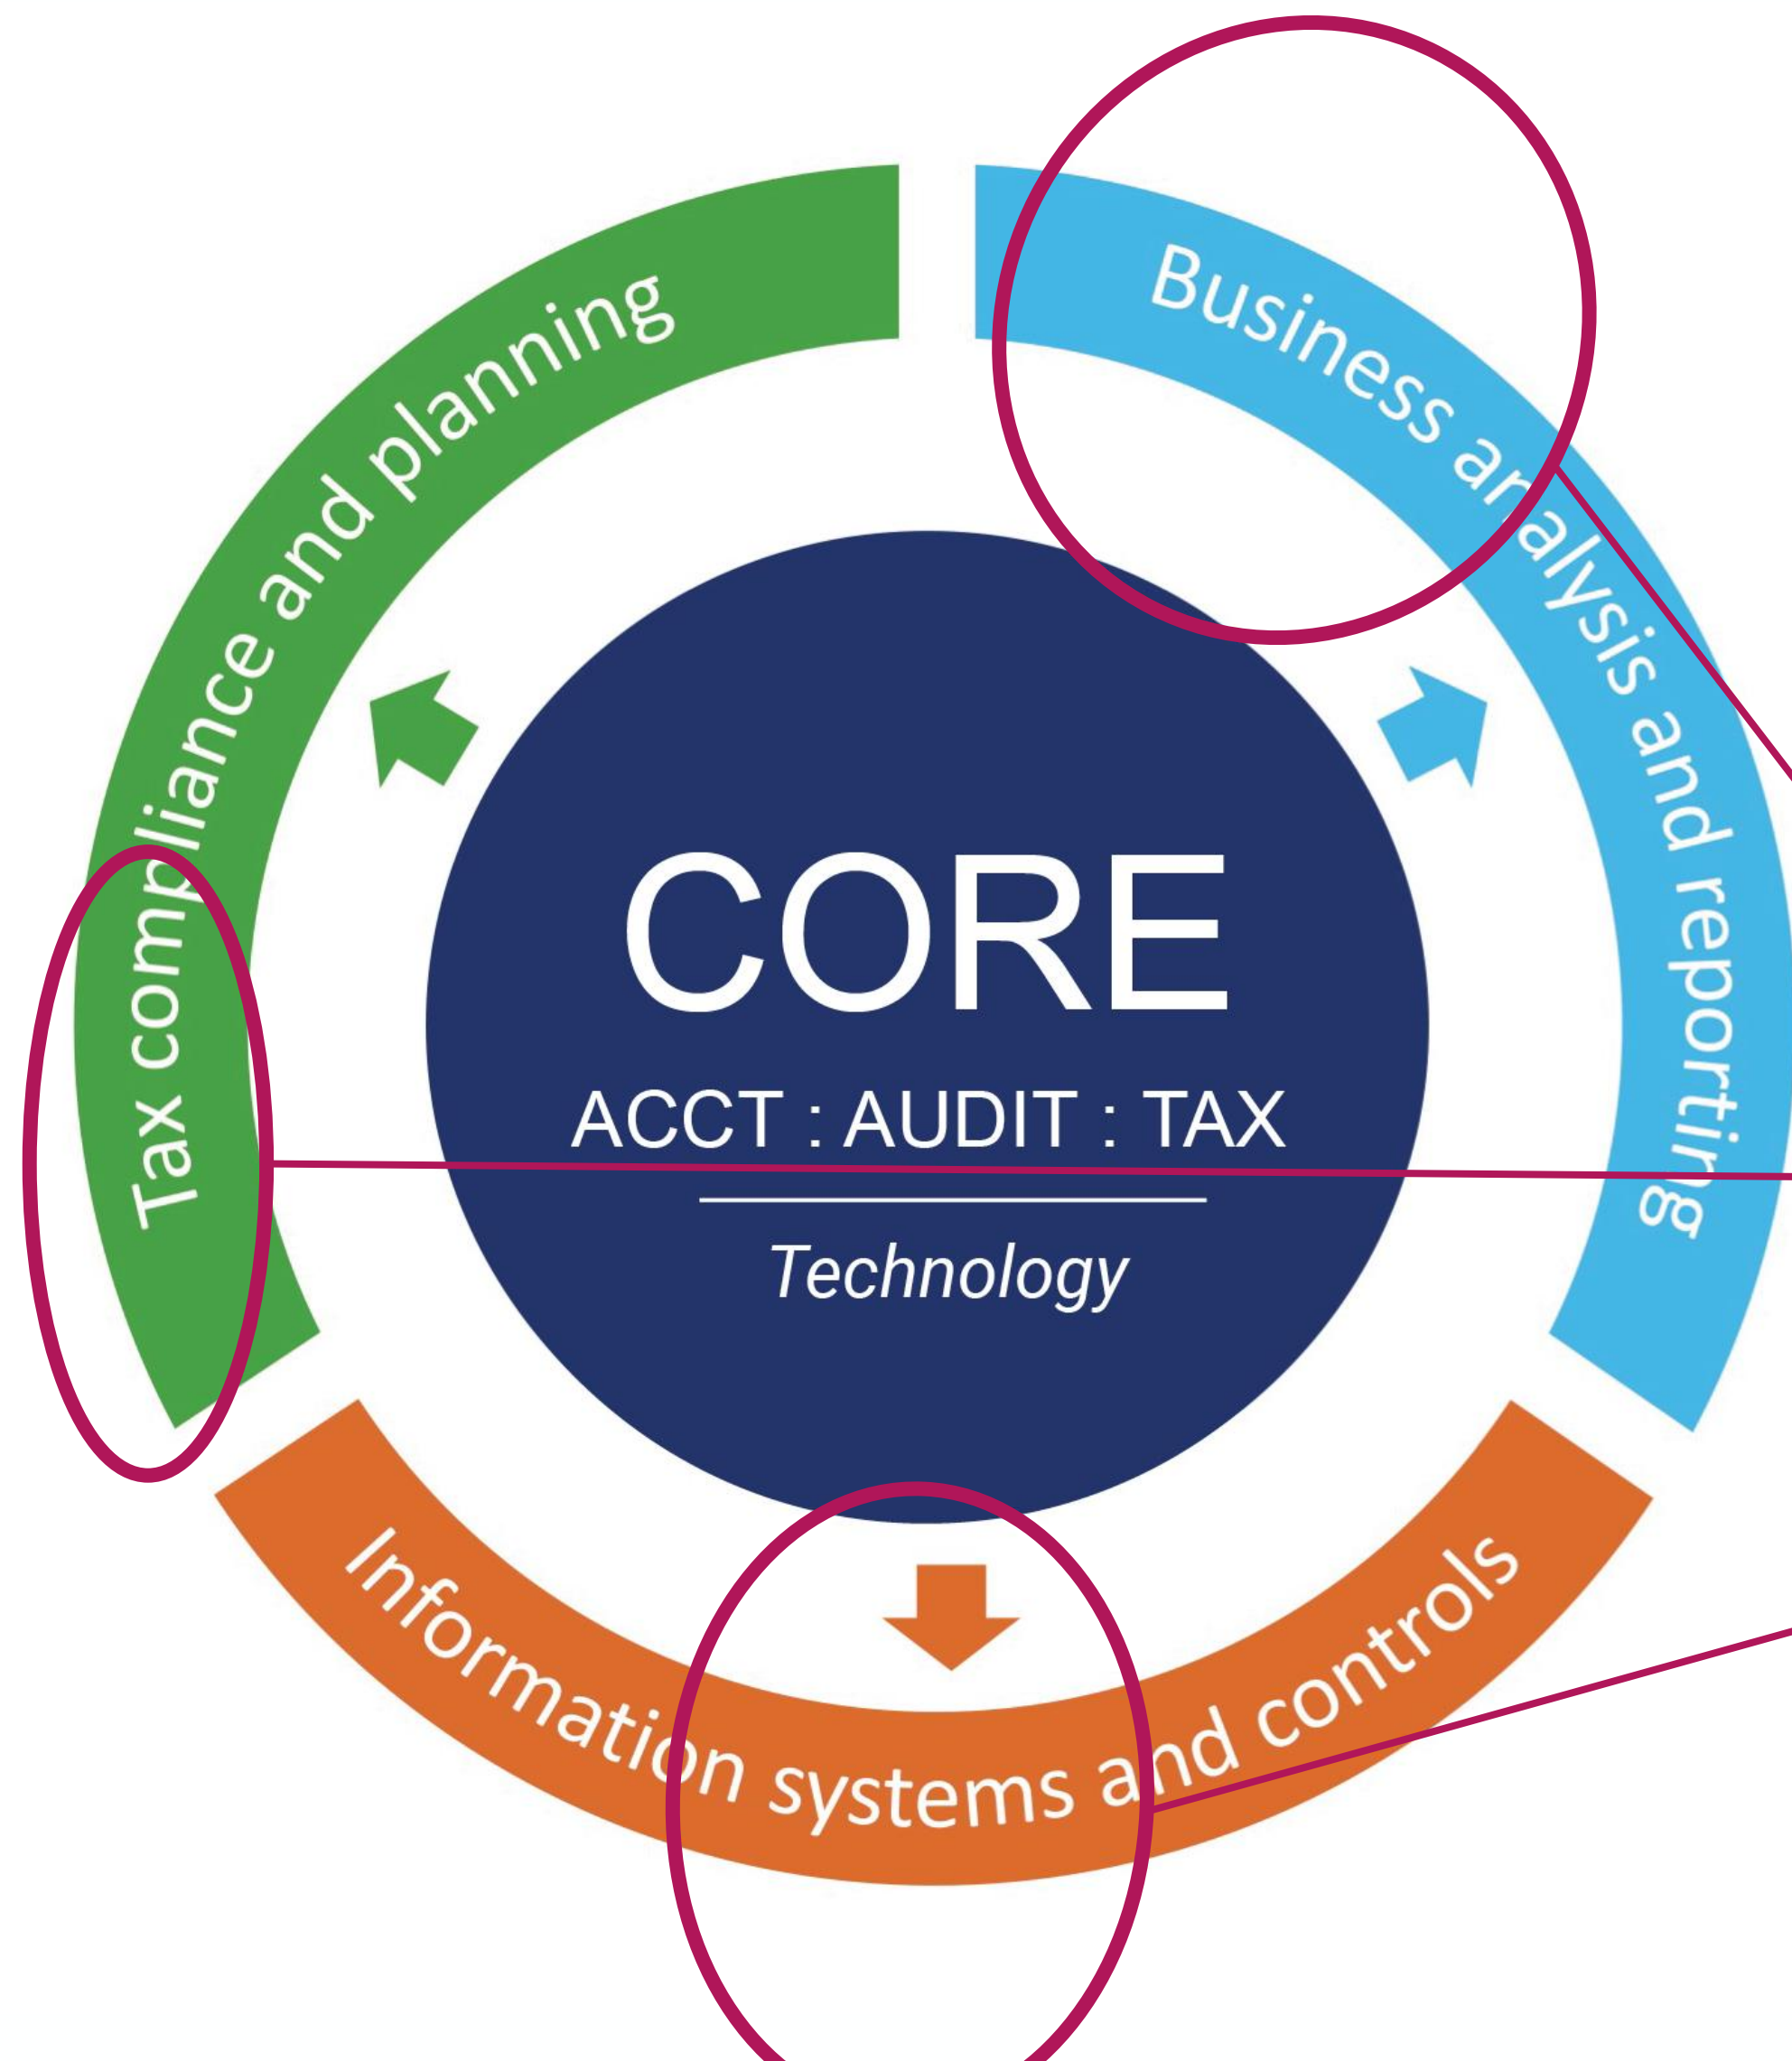 Tax compliance and planning
Business analysis and reporting
CORE
ACCT : AUDIT : TAX
Technology
Information systems and controls